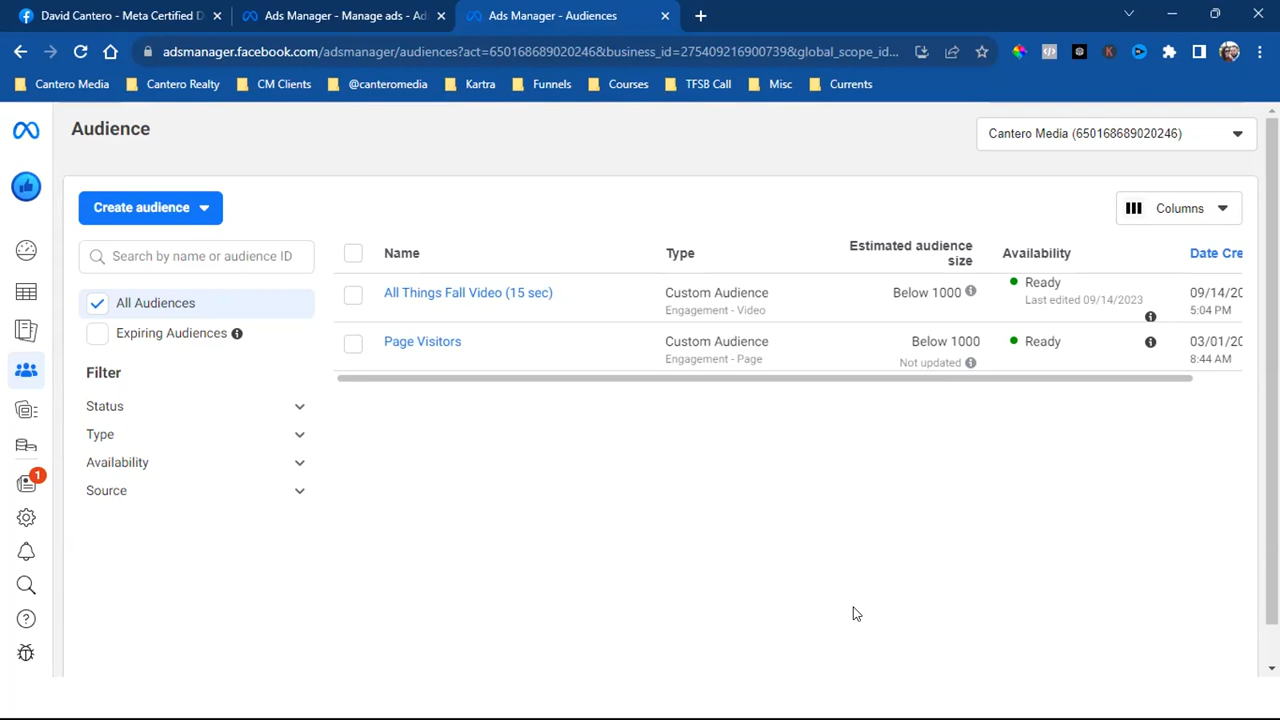 David Cantero - Meta Certified D
Ads Manager - Manage ads - Ad
Ads Manager - Audiences
adsmanager.facebook.com/adsmanager/audiences?act=650168689020246&business_id=275409216900739&global_scope_id...
Cantero Media
Cantero Realty
CM Clients
@canteromedia
Kartra
Funnels
Courses
TFSB Call
Misc
Currents
Audience
Cantero Media (650168689020246)
Create audience
Columns
Search by name or audience ID
Name
Type
Estimated audience
size
Availability
Date Cre
All Audiences
Expiring Audiences
All Things Fall Video (15 sec)
Custom Audience
Engagement - Video
Below 1000
Ready
Last edited 09/14/2023
09/14/20
5:04 PM
Page Visitors
Custom Audience
Engagement - Page
Below 1000
Not updated
Ready
03/01/20
8:44 AM
Filter
Status
Type
Availability
Source
1